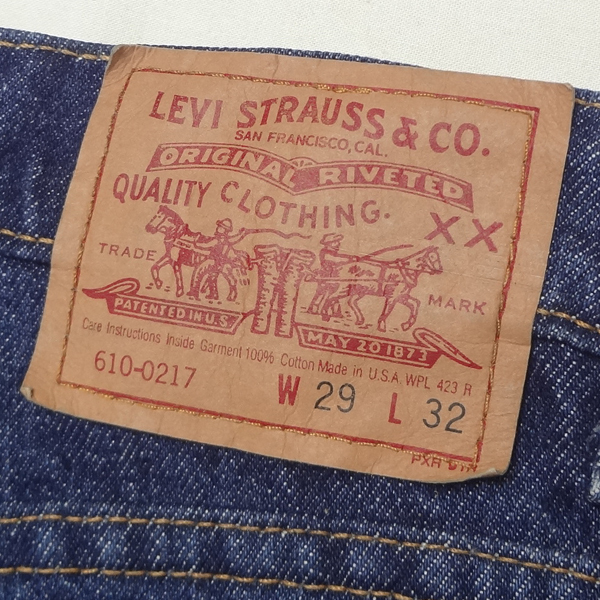 LEVI STRAUSS & CO.
SAN FRANCISCO, CAL.
ORIGINAL RIVETED
QUALITY CLOTHING.
XX
TRADE MARK
PATENTED IN U.S. MAY 20 1873
Care Instructions Inside Garment 100% Cotton Made in U.S.A. WPL 423 R
610-0217 W 29 L 32